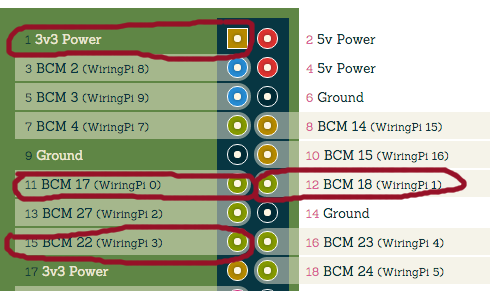 1 3v3 Power 2 5v Power
3 BCM 2 (WiringPi 8) 4 5v Power
5 BCM 3 (WiringPi 9) 6 Ground
7 BCM 4 (WiringPi 7) 8 BCM 14 (WiringPi 15)
9 Ground 10 BCM 15 (WiringPi 16)
11 BCM 17 (WiringPi 0) 12 BCM 18 (WiringPi 1)
13 BCM 27 (WiringPi 2) 14 Ground
15 BCM 22 (WiringPi 3) 16 BCM 23 (WiringPi 4)
17 3v3 Power 18 BCM 24 (WiringPi 5)